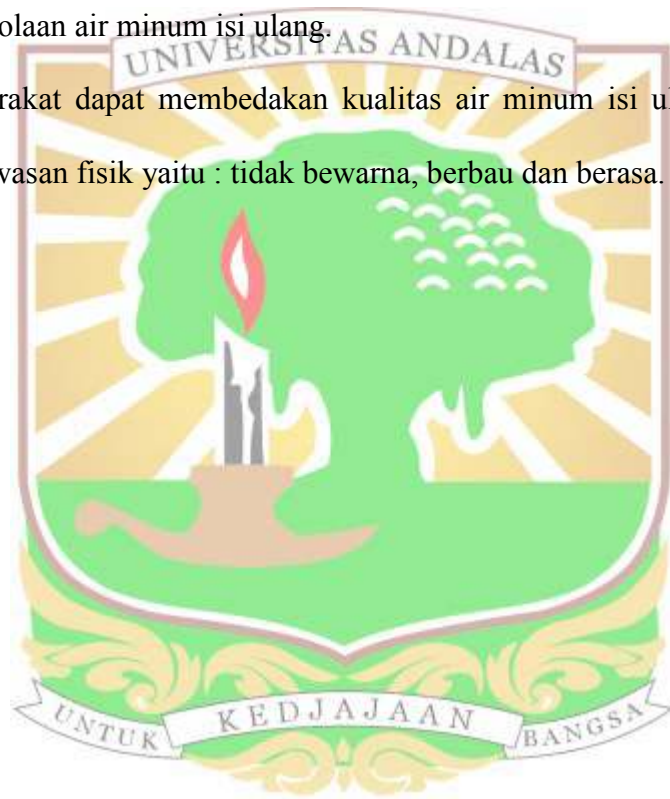 olaan air minum isi ulang.
UNIVERSITAS ANDALAS
rakat dapat membedakan kualitas air minum isi ul
wasan fisik yaitu : tidak bewarna, berbau dan berasa.
UNTUK KEDJAJAAN BANGSA